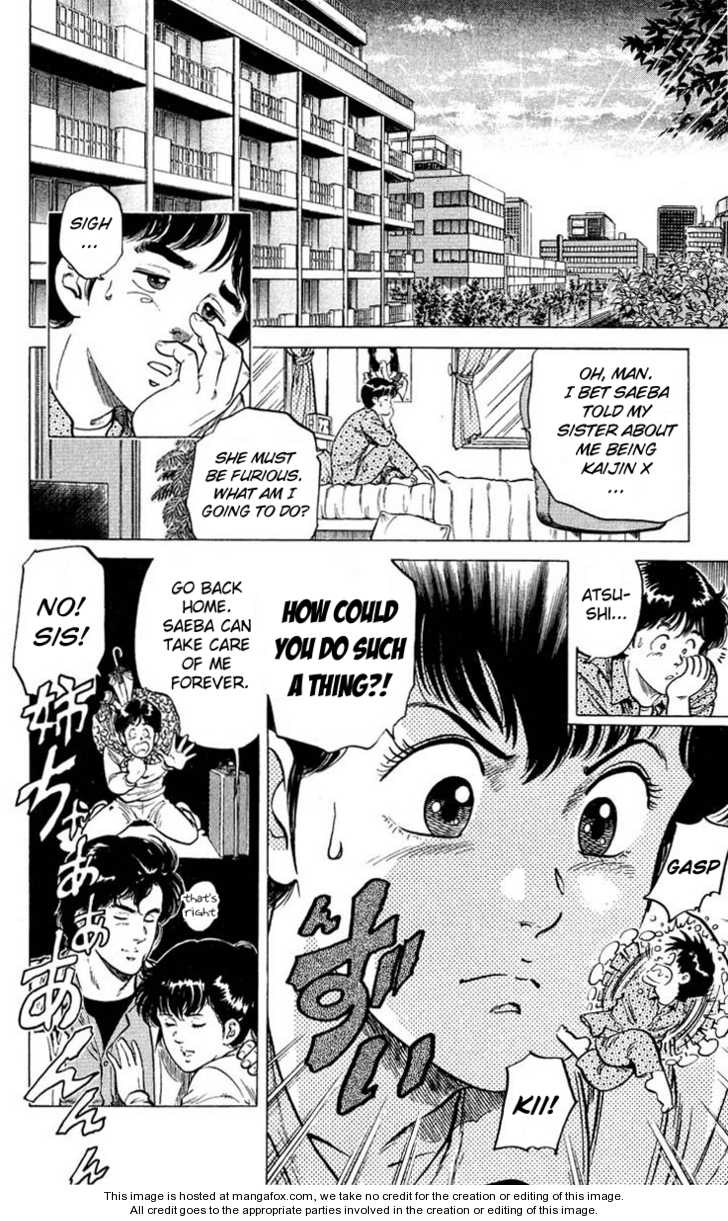 SIGH
...
OH, MAN.
I BET SAEBA
TOLD MY
SISTER ABOUT
ME BEING
KAIJIN X
...
SHE MUST
BE FURIOUS.
WHAT AM I
GOING TO DO?
ATSU-
SHI...
HOW COULD
YOU DO SUCH
A THING?!
GASP
ずいん
KII!
GO BACK
HOME.
SAEBA CAN
TAKE CARE
OF ME
FOREVER.
NO!
SIS!
姉ちゃああああんんん
that's
right
This image is hosted at mangafox.com, we take no credit for the creation or editing of this image.
All credit goes to the appropriate parties involved in the creation or editing of this image.